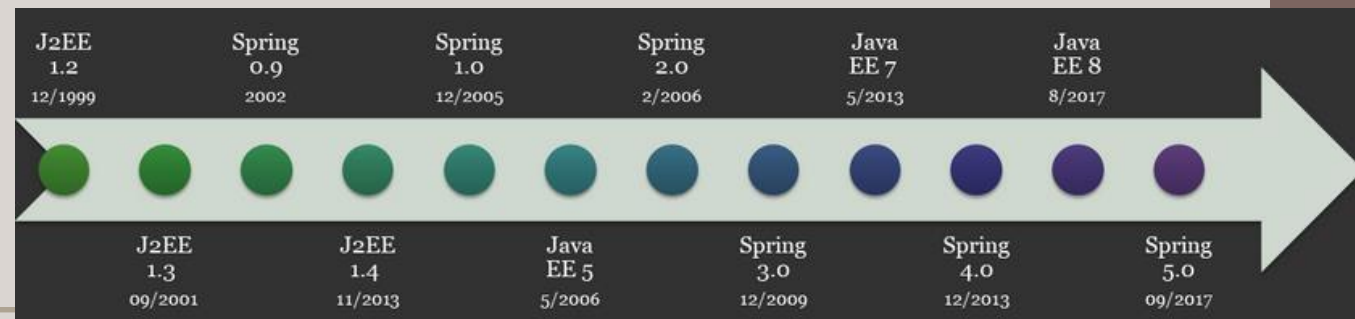 J2EE
1.2
12/1999
Spring
0.9
2002
Spring
1.0
12/2005
Spring
2.0
2/2006
Java
EE 7
5/2013
Java
EE 8
8/2017
J2EE
1.3
09/2001
J2EE
1.4
11/2013
Java
EE 5
5/2006
Spring
3.0
12/2009
Spring
4.0
12/2013
Spring
5.0
09/2017